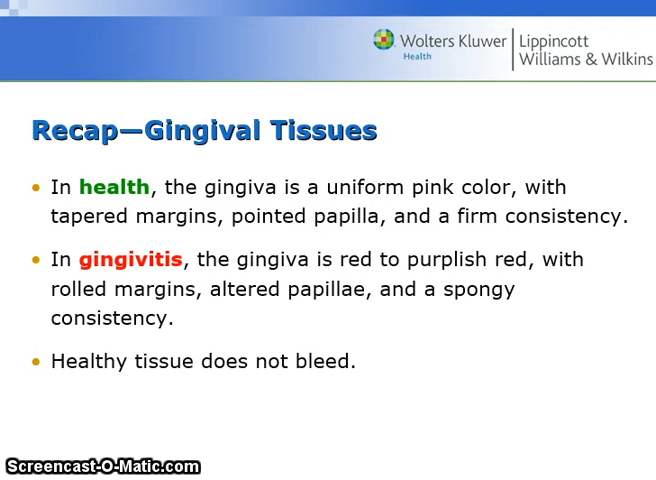 Wolters Kluwer
Health
Lippincott
Williams & Wilkins
Recap—Gingival Tissues
• In health, the gingiva is a uniform pink color, with
tapered margins, pointed papilla, and a firm consistency.
• In gingivitis, the gingiva is red to purplish red, with
rolled margins, altered papillae, and a spongy
consistency.
• Healthy tissue does not bleed.
Screencast-O-Matic.com